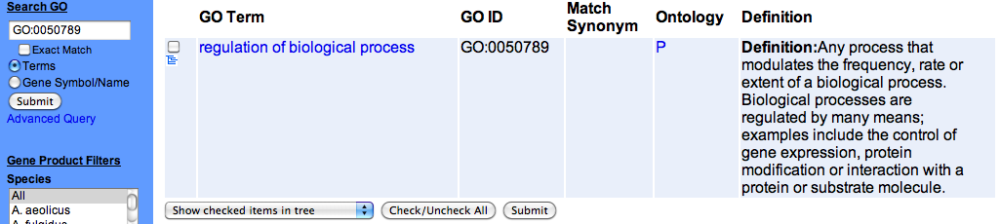 Search GO
GO:0050789
Exact Match
Terms
Gene Symbol/Name
Submit
Advanced Query
Gene Product Filters
Species
All
A. aeolicus
A. fulgidus
GO Term
GO ID
Match
Synonym
Ontology
Definition
regulation of biological process
GO:0050789
P
Definition:Any process that
modulates the frequency, rate or
extent of a biological process.
Biological processes are
regulated by many means;
examples include the control of
gene expression, protein
modification or interaction with a
protein or substrate molecule.
Show checked items in tree
Check/Uncheck All
Submit